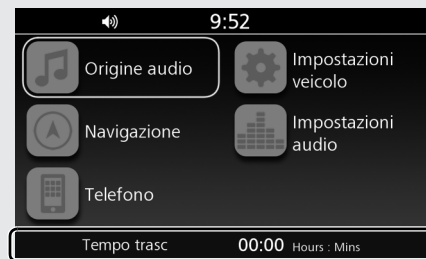 9:52
Origine audio
Impostazioni
veicolo
Navigazione
Impostazioni
audio
Telefono
Tempo trasc 00:00 Hours : Mins